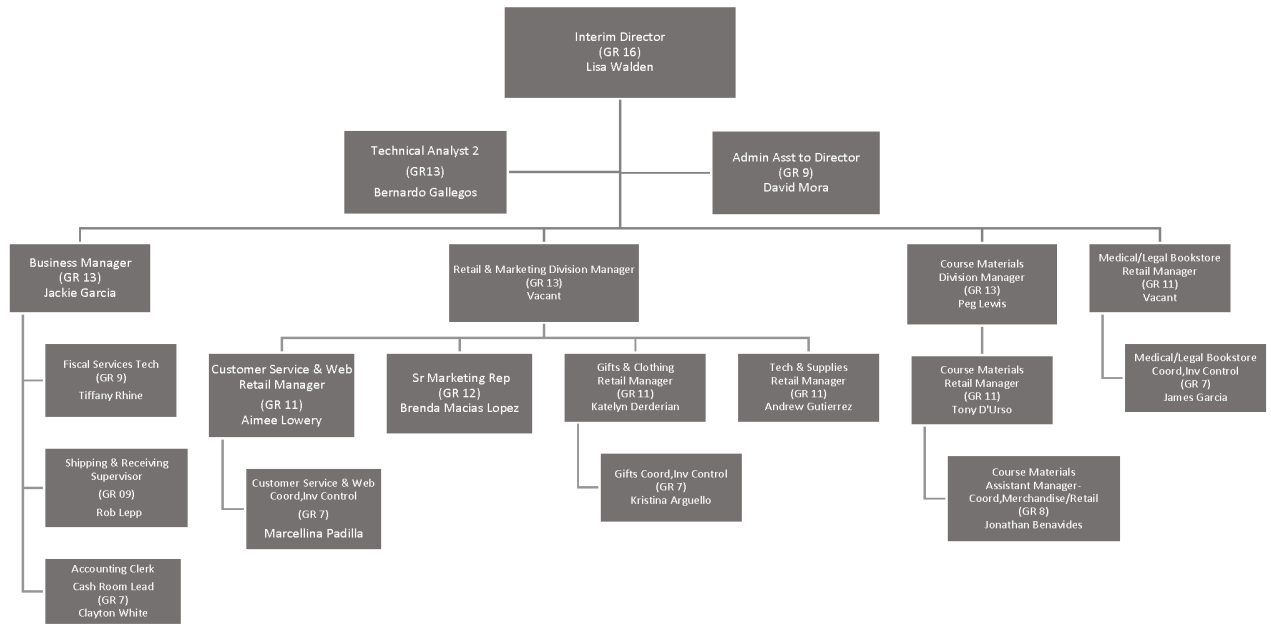 Interim Director
(GR 16)
Lisa Walden
Technical Analyst 2
(GR13)
Bernardo Gallegos
Admin Asst to Director
(GR 9)
David Mora
Business Manager
(GR 13)
Jackie Garcia
Retail & Marketing Division Manager
(GR 13)
Vacant
Course Materials
Division Manager
(GR 13)
Peg Lewis
Medical/Legal Bookstore
Retail Manager
(GR 11)
Vacant
Fiscal Services Tech
(GR 9)
Tiffany Rhine
Customer Service & Web
Retail Manager
(GR 11)
Aimee Lowery
Sr Marketing Rep
(GR 12)
Brenda Macias Lopez
Gifts & Clothing
Retail Manager
(GR 11)
Katelyn Derderian
Tech & Supplies
Retail Manager
(GR 11)
Andrew Gutierrez
Course Materials
Retail Manager
(GR 11)
Tony D'Urso
Medical/Legal Bookstore
Coord,Inv Control
(GR 7)
James Garcia
Shipping & Receiving
Supervisor
(GR 09)
Rob Lepp
Customer Service & Web
Coord,Inv Control
(GR 7)
Marcellina Padilla
Gifts Coord,Inv Control
(GR 7)
Kristina Arguello
Course Materials
Assistant Manager-
Coord,Merchandise/Retail
(GR 8)
Jonathan Benavides
Accounting Clerk
Cash Room Lead
(GR 7)
Clayton White